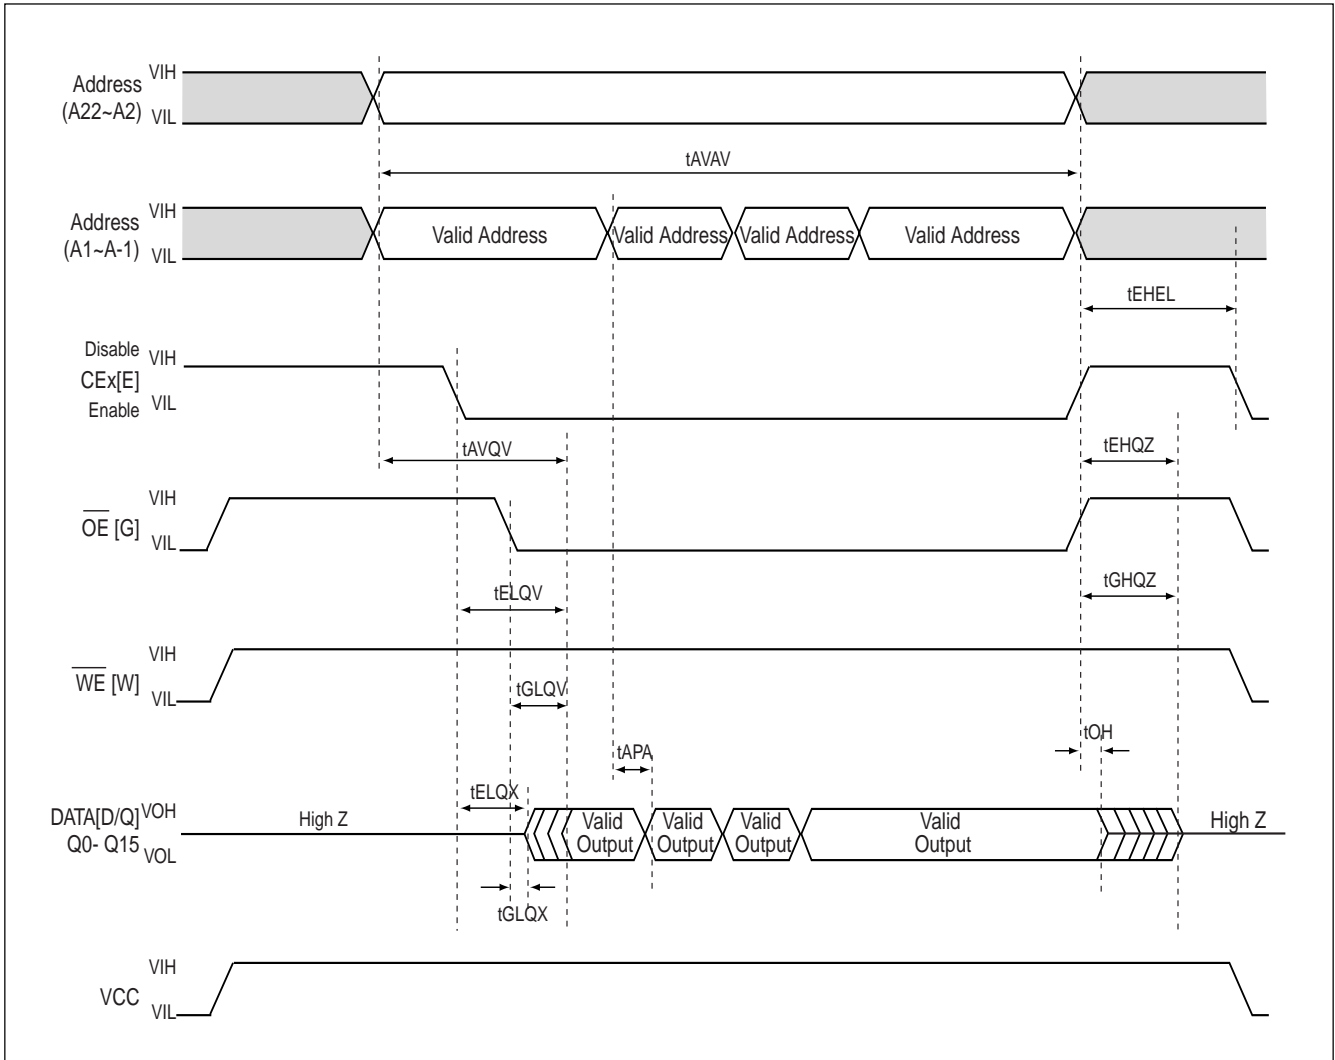 Address VIH
(A22~A2) VIL
tAVAV
Address VIH
(A1~A-1) VIL
Valid Address Valid Address Valid Address Valid Address
tEHEL
Disable VIH
CEx[E]
Enable VIL
tAVQV tEHQZ
VIH
OE [G]
VIL
tELQV tGHQZ
VIH
WE [W]
VIL
tGLQV
tAPA tOH
tELQX
DATA[D/Q] VOH
Q0- Q15 VOL
High Z
Valid Output
Valid Output
Valid Output
Valid Output
High Z
tGLQX
VIH
VCC
VIL